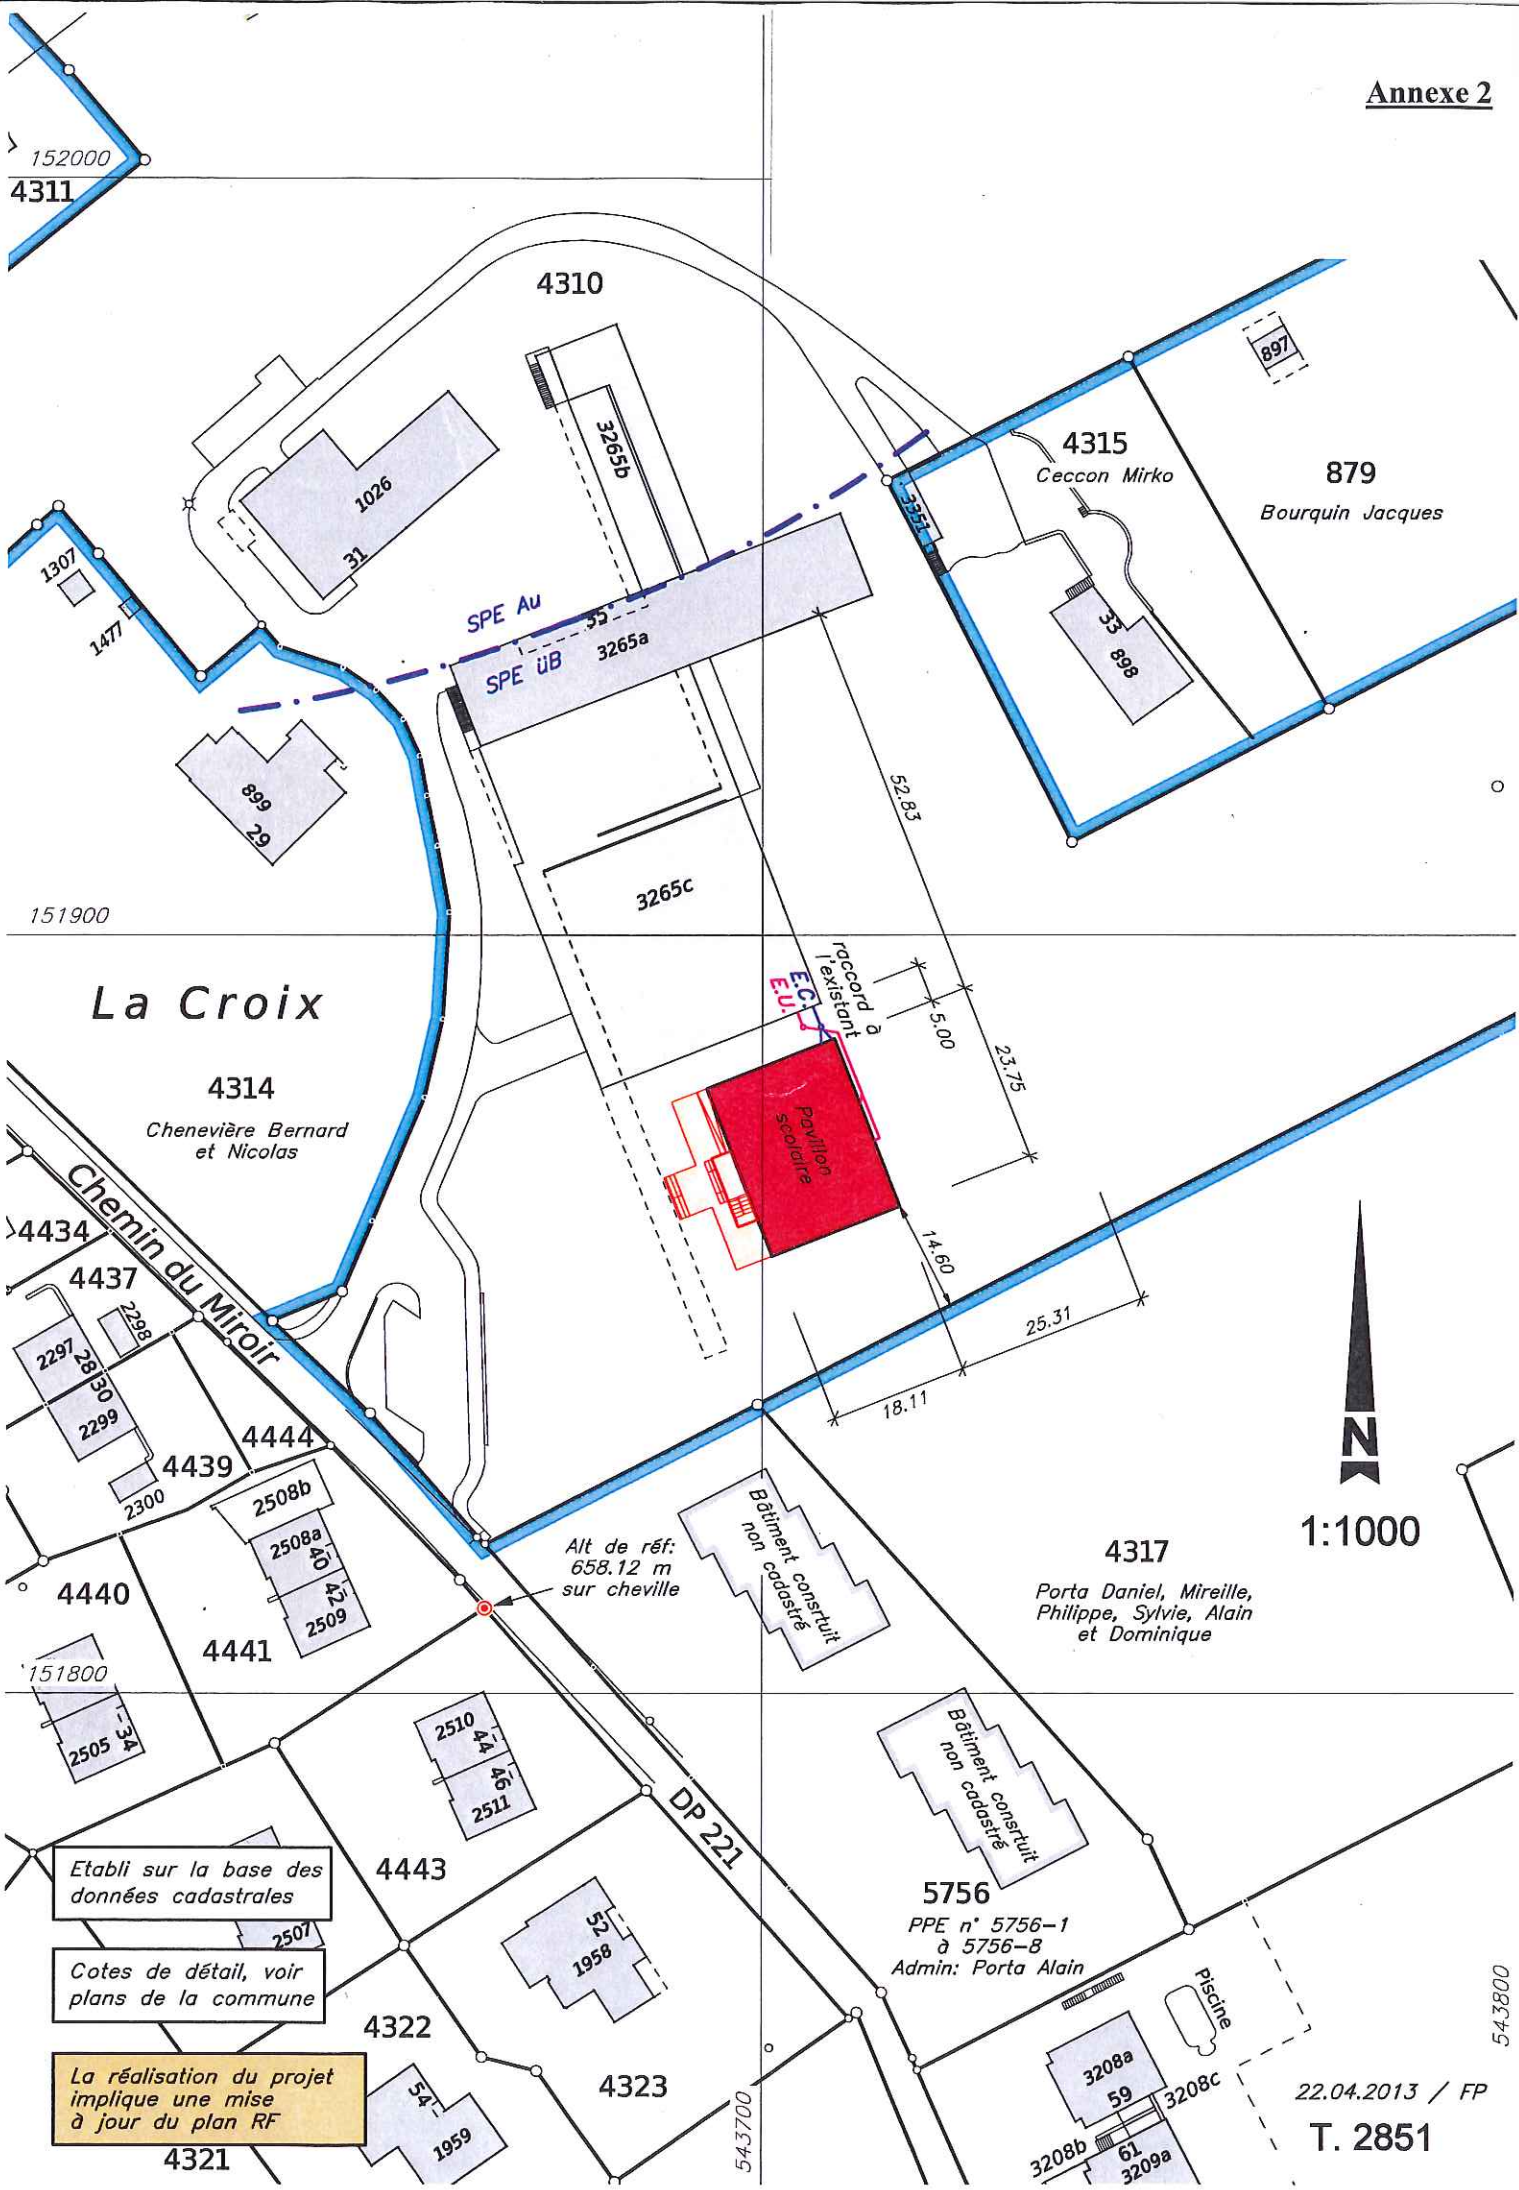 Annexe 2
152000
4311
4310
897
4315
Ceccon Mirko
879
Bourquin Jacques
3265b
1026
31
3351
1307
1477
SPE Au
35
3265a
SPE üB
33
898
899
29
52.83
3265c
151900
raccord à
l'existant
E.C.
E.U.
La Croix
5.00
23.75
4314
Chenevière Bernard
et Nicolas
Pavillon
scolaire
Chemin du Miroir
4434
4437
2298
14.60
25.31
18.11
2297
28
30
2299
4444
4439
2300
2508b
2508a
40
42
2509
Alt de réf:
658.12 m
sur cheville
Bâtiment consrtuit
non cadastré
N
1:1000
4317
Porta Daniel, Mireille,
Philippe, Sylvie, Alain
et Dominique
4440
4441
151800
2505
34
2510
44
46
2511
Bâtiment consrtuit
non cadastré
DP 221
Etabli sur la base des
données cadastrales
4443
5756
PPE n° 5756-1
à 5756-8
Admin: Porta Alain
2507
52
1958
Cotes de détail, voir
plans de la commune
Piscine
543800
4322
La réalisation du projet
implique une mise
à jour du plan RF
4323
54
1959
4321
543700
3208a
59
3208c
3208b
61
3209a
22.04.2013 / FP
T. 2851